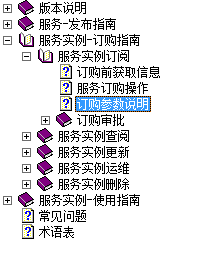 版本说明
服务-发布指南
服务实例-订购指南
服务实例订阅
订购前获取信息
服务订购操作
订购参数说明
订购审批
服务实例查阅
服务实例更新
服务实例运维
服务实例删除
服务实例-使用指南
常见问题
术语表